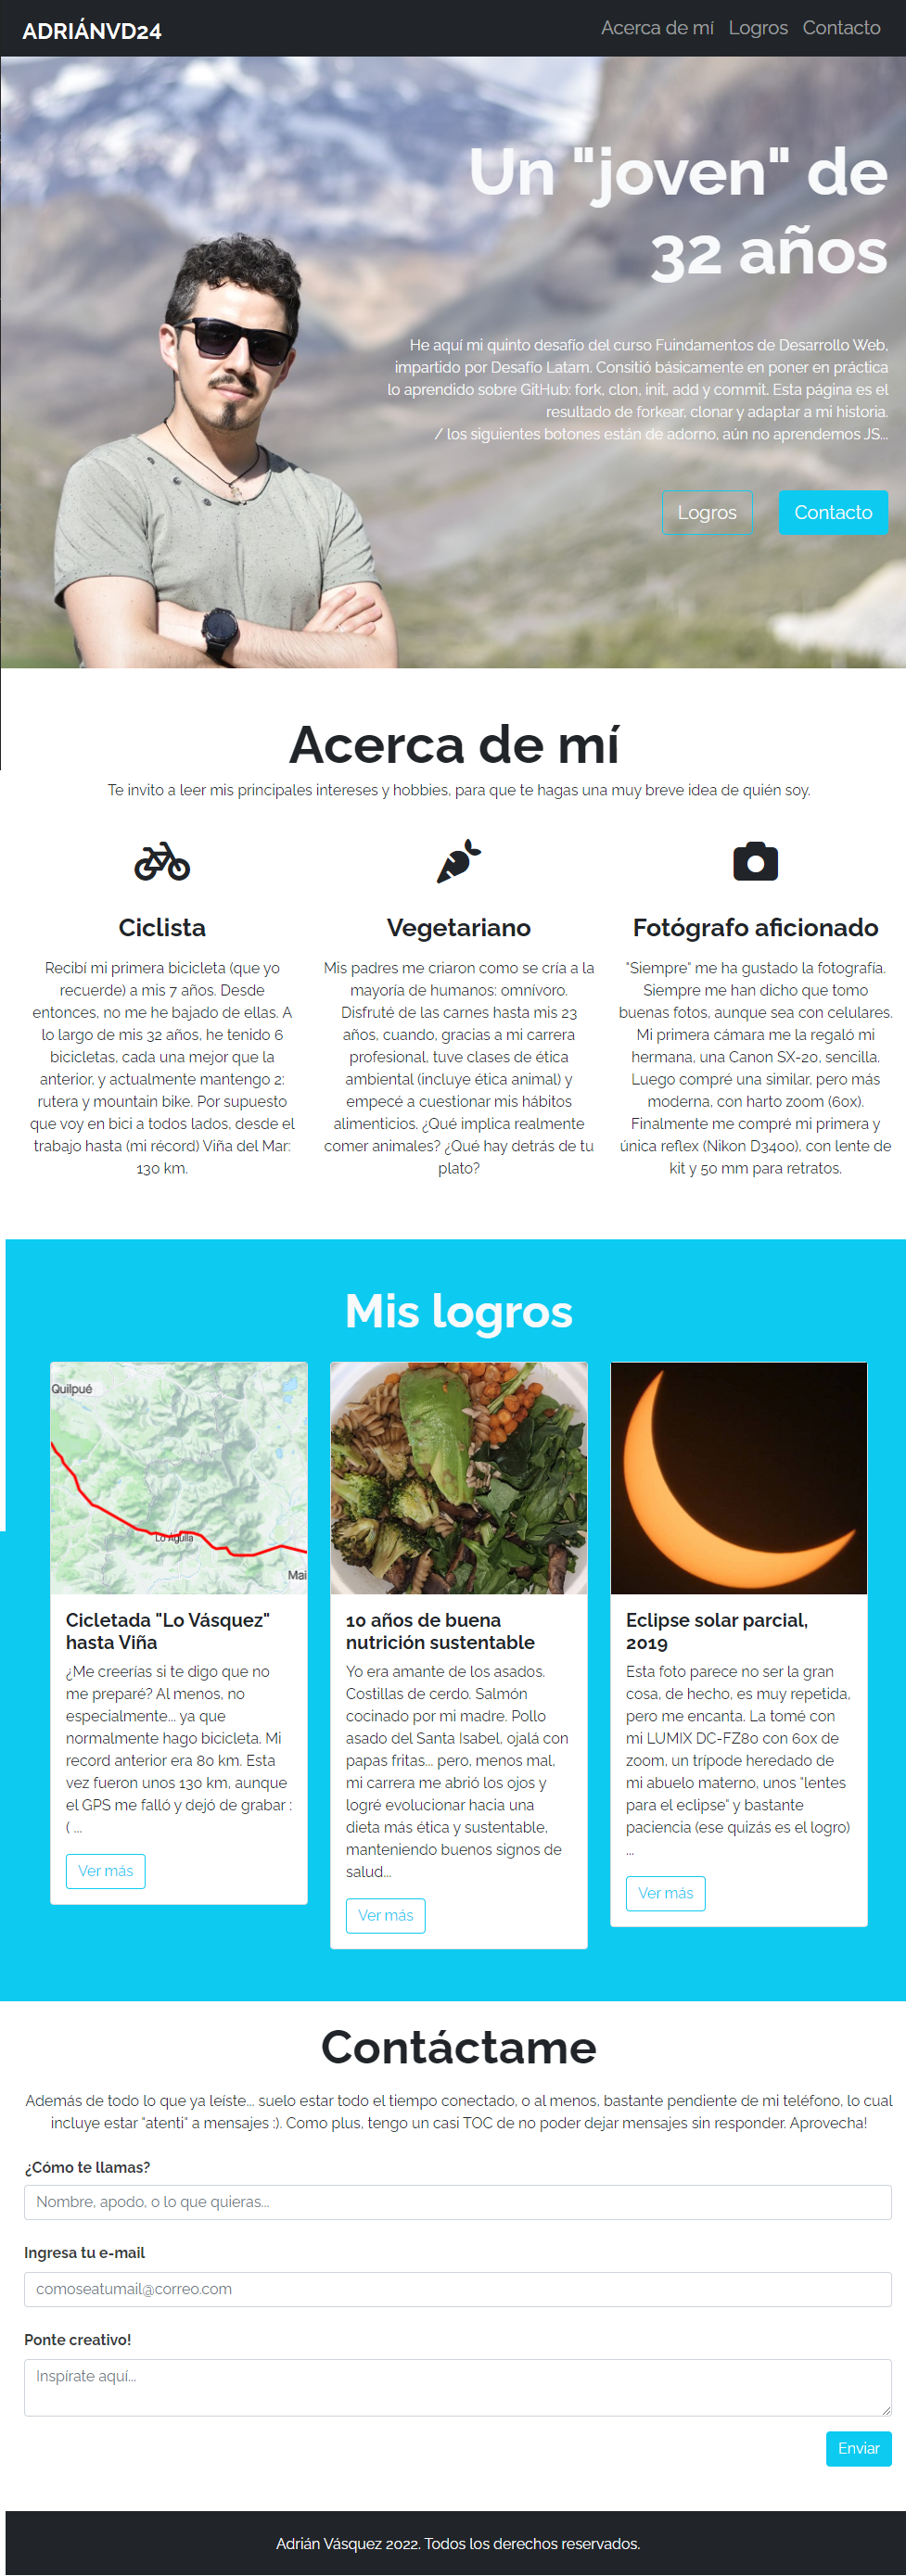 ADRIÁNVD24
Acerca de mí
Logros
Contacto
Un "joven" de
32 años
He aquí mi quinto desafío del curso Fuindamentos de Desarrollo Web,
impartido por Desafío Latam. Consitió básicamente en poner en práctica
lo aprendido sobre GitHub: fork, clon, init, add y commit. Esta página es el
resultado de forkear, clonar y adaptar a mi historia.
/ los siguientes botones están de adorno, aún no aprendemos JS...
Logros
Contacto
Acerca de mí
Te invito a leer mis principales intereses y hobbies, para que te hagas una muy breve idea de quién soy.
Ciclista
Recibí mi primera bicicleta (que yo
recuerde) a mis 7 años. Desde
entonces, no me he bajado de ellas. A
lo largo de mis 32 años, he tenido 6
bicicletas, cada una mejor que la
anterior, y actualmente mantengo 2:
rutera y mountain bike. Por supuesto
que voy en bici a todos lados, desde el
trabajo hasta (mi récord) Viña del Mar:
130 km.
Vegetariano
Mis padres me criaron como se cría a la
mayoría de humanos: omnívoro.
Disfruté de las carnes hasta mis 23
años, cuando, gracias a mi carrera
profesional, tuve clases de ética
ambiental (incluye ética animal) y
empecé a cuestionar mis hábitos
alimenticios. ¿Qué implica realmente
comer animales? ¿Qué hay detrás de tu
plato?
Fotógrafo aficionado
"Siempre" me ha gustado la fotografía.
Siempre me han dicho que tomo
buenas fotos, aunque sea con celulares.
Mi primera cámara me la regaló mi
hermana, una Canon SX-20, sencilla.
Luego compré una similar, pero más
moderna, con harto zoom (60x).
Finalmente me compré mi primera y
única reflex (Nikon D3400), con lente de
kit y 50 mm para retratos.
Mis logros
Quilpué
Lo Águila
Mai
Cicletada "Lo Vásquez"
hasta Viña
¿Me creerías si te digo que no
me preparé? Al menos, no
especialmente... ya que
normalmente hago bicicleta. Mi
record anterior era 80 km. Esta
vez fueron unos 130 km, aunque
el GPS me falló y dejó de grabar :
( ...
Ver más
10 años de buena
nutrición sustentable
Yo era amante de los asados.
Costillas de cerdo. Salmón
cocinado por mi madre. Pollo
asado del Santa Isabel, ojalá con
papas fritas... pero, menos mal,
mi carrera me abrió los ojos y
logré evolucionar hacia una
dieta más ética y sustentable,
manteniendo buenos signos de
salud...
Ver más
Eclipse solar parcial,
2019
Esta foto parece no ser la gran
cosa, de hecho, es muy repetida,
pero me encanta. La tomé con
mi LUMIX DC-FZ80 con 60x de
zoom, un trípode heredado de
mi abuelo materno, unos "lentes
para el eclipse" y bastante
paciencia (ese quizás es el logro)
...
Ver más
Contáctame
Además de todo lo que ya leíste... suelo estar todo el tiempo conectado, o al menos, bastante pendiente de mi teléfono, lo cual
incluye estar "atenti" a mensajes :). Como plus, tengo un casi TOC de no poder dejar mensajes sin responder. Aprovecha!
¿Cómo te llamas?
Nombre, apodo, o lo que quieras...
Ingresa tu e-mail
comoseatumail@correo.com
Ponte creativo!
Inspírate aquí...
Enviar
Adrián Vásquez 2022. Todos los derechos reservados.